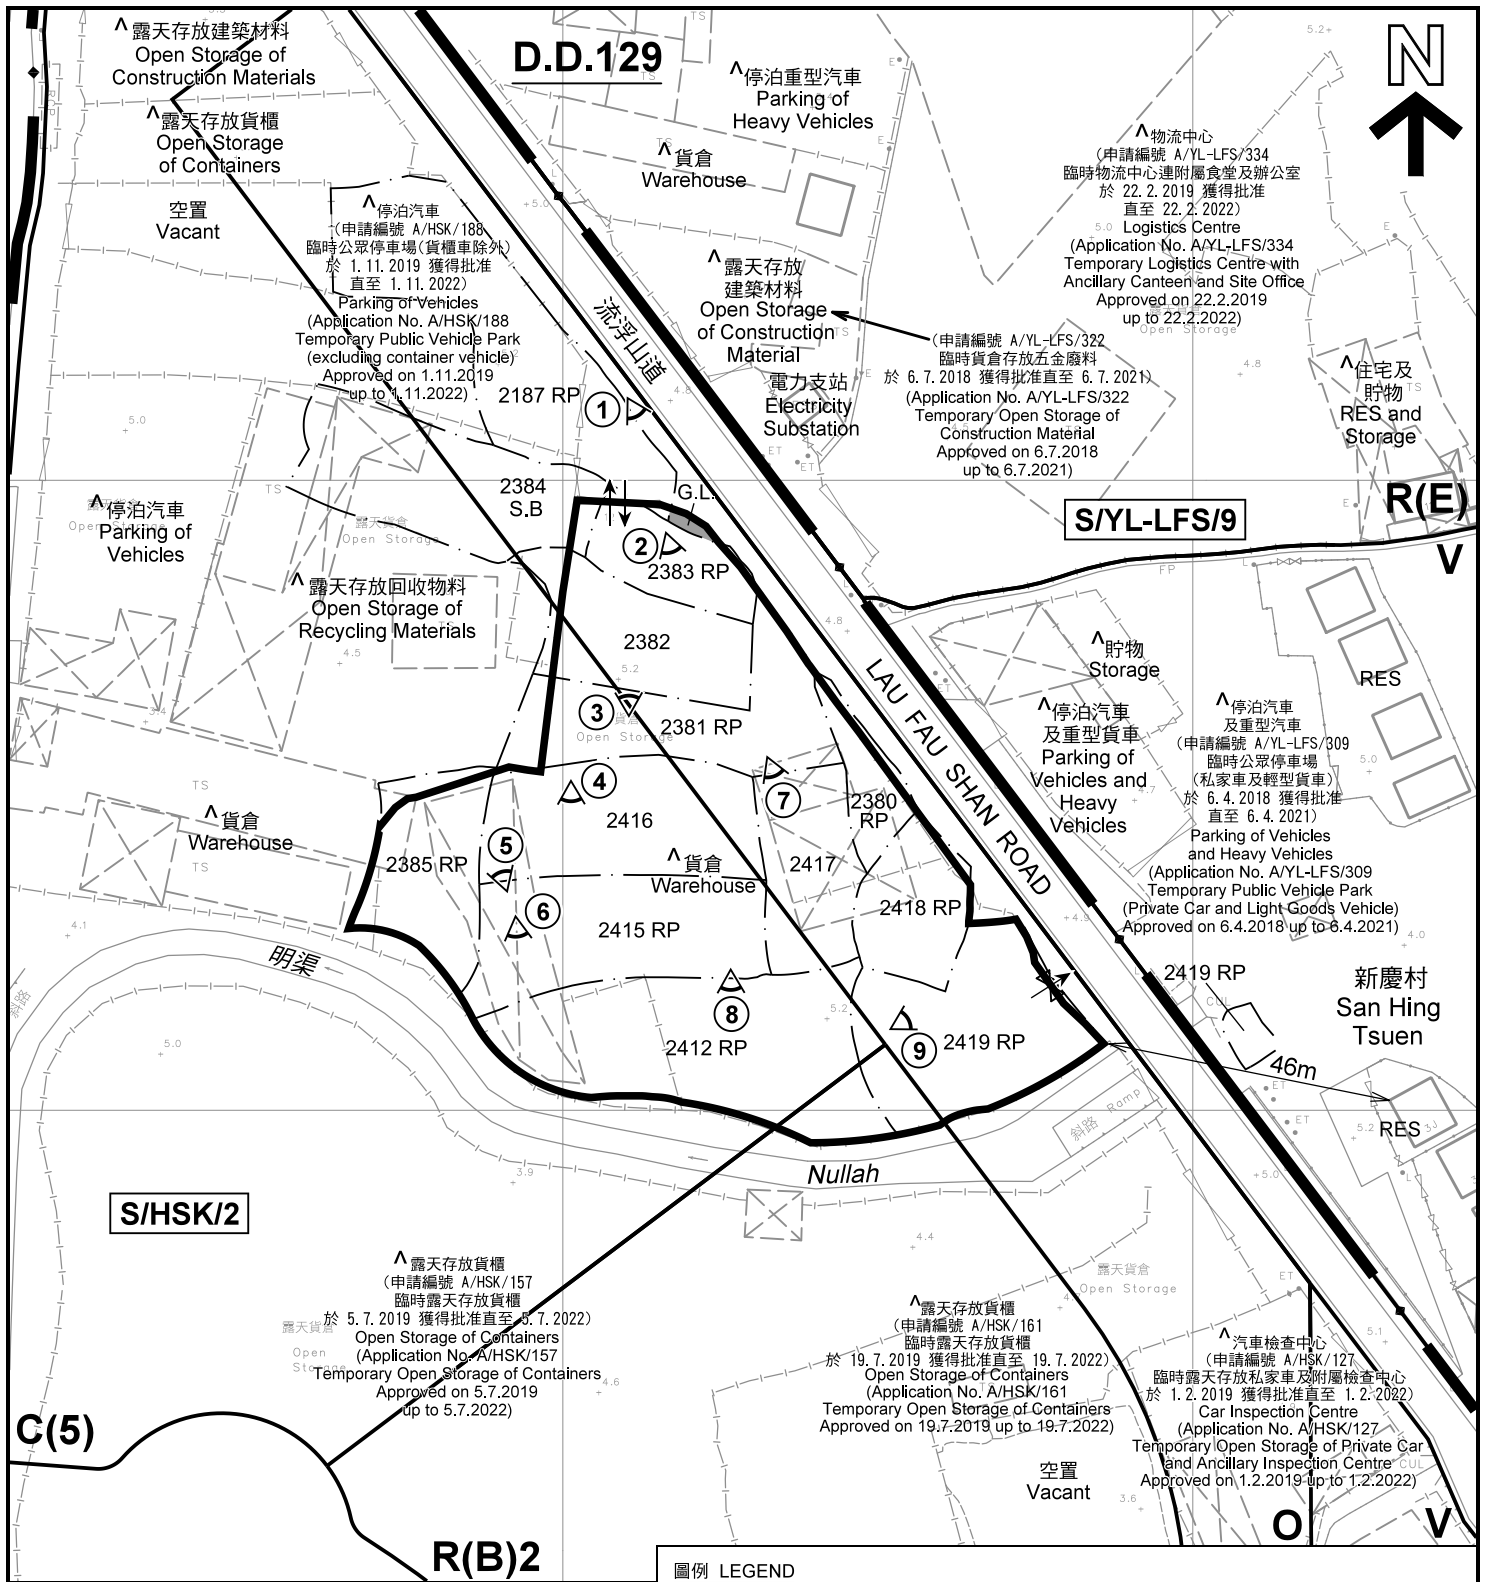 ^ 露天存放建築材料
Open Storage of
Construction Materials
D.D.129
^停泊重型汽車
Parking of
Heavy Vehicles
N
^露天存放貨櫃
Open Storage
of Containers
^ 貨倉
Warehouse
^ 物流中心
(申請編號 A/YL-LFS/334
臨時物流中心連附屬食堂及辦公室
於 22.2.2019 獲得批准
直至 22.2.2022)
Logistics Centre
(Application No. A/YL-LFS/334
Temporary Logistics Centre with
Ancillary Canteen and Site Office
Approved on 22.2.2019
up to 22.2.2022)
空置
Vacant
^ 停泊汽車
(申請編號 A/HSK/188
臨時公眾停車場(貨櫃車除外)
於 1.11.2019 獲得批准
直至 1.11.2022)
Parking of Vehicles
(Application No. A/HSK/188
Temporary Public Vehicle Park
(excluding container vehicle)
Approved on 1.11.2019
up to 1.11.2022)
^ 露天存放
建築材料
Open Storage
of Construction
Material
(申請編號 A/YL-LFS/322
臨時貨倉存放五金廢料
於 6.7.2018 獲得批准直至 6.7.2021)
(Application No. A/YL-LFS/322
Temporary Open Storage of
Construction Material
Approved on 6.7.2018
up to 6.7.2021)
流浮山道
電力支站
Electricity
Substation
^住宅及
貯物
RES and
Storage
2187 RP
1
2384
S.B
G.L.
S/YL-LFS/9
R(E)
V
^停泊汽車
Parking of
Vehicles
露天貨倉
Open Storage
露天貨倉
Open Storage
2
2383 RP
^ 露天存放回收物料
Open Storage of
Recycling Materials
2382
^貯物
Storage
RES
3
2381 RP
貨倉
Open Storage
LAU FAU SHAN ROAD
^停泊汽車
及重型貨車
Parking of
Vehicles and
Heavy
Vehicles
^停泊汽車
及重型汽車
(申請編號 A/YL-LFS/309
臨時公眾停車場
(私家車及輕型貨車)
於 6.4.2018 獲得批准
直至 6.4.2021)
Parking of Vehicles
and Heavy Vehicles
(Application No. A/YL-LFS/309
Temporary Public Vehicle Park
(Private Car and Light Goods Vehicle)
Approved on 6.4.2018 up to 6.4.2021)
4
7
2380
RP
2416
^ 貨倉
Warehouse
5
2385 RP
^ 貨倉
Warehouse
2417
6
2415 RP
2418 RP
明渠
2419 RP
新慶村
San Hing
Tsuen
8
2412 RP
9
2419 RP
46m
斜路 Ramp
RES
Nullah
S/HSK/2
^ 露天存放貨櫃
(申請編號 A/HSK/157
臨時露天存放貨櫃
於 5.7.2019 獲得批准直至 5.7.2022)
Open Storage of Containers
(Application No. A/HSK/157
Temporary Open Storage of Containers
Approved on 5.7.2019
up to 5.7.2022)
露天貨倉
Open
Storage
露天貨倉
Open Storage
^露天存放貨櫃
(申請編號 A/HSK/161
臨時露天存放貨櫃
於 19.7.2019 獲得批准直至 19.7.2022)
Open Storage of Containers
(Application No. A/HSK/161
Temporary Open Storage of Containers
Approved on 19.7.2019 up to 19.7.2022)
^汽車檢查中心
(申請編號 A/HSK/127
臨時露天存放私家車及附屬檢查中心
於 1.2.2019 獲得批准直至 1.2.2022)
Car Inspection Centre
(Application No. A/HSK/127
Temporary Open Storage of Private Car
and Ancillary Inspection Centre
Approved on 1.2.2019 up to 1.2.2022)
C(5)
空置
Vacant
O
V
R(B)2
圖例 LEGEND